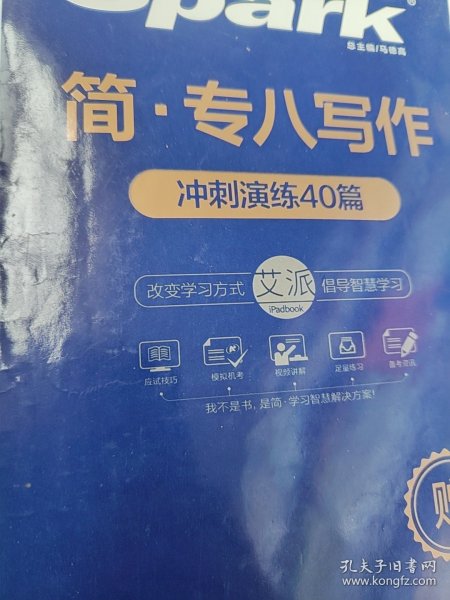 Spark®
总主编/马德高
简·专八写作
冲刺演练40篇
改变学习方式 艾派 倡导智慧学习
iPadbook
应试技巧 模拟机考 视频讲解 足量练习 备考资讯
我不是书，是简·学习智慧解决方案！
孔夫子旧书网
www.kongfz.com